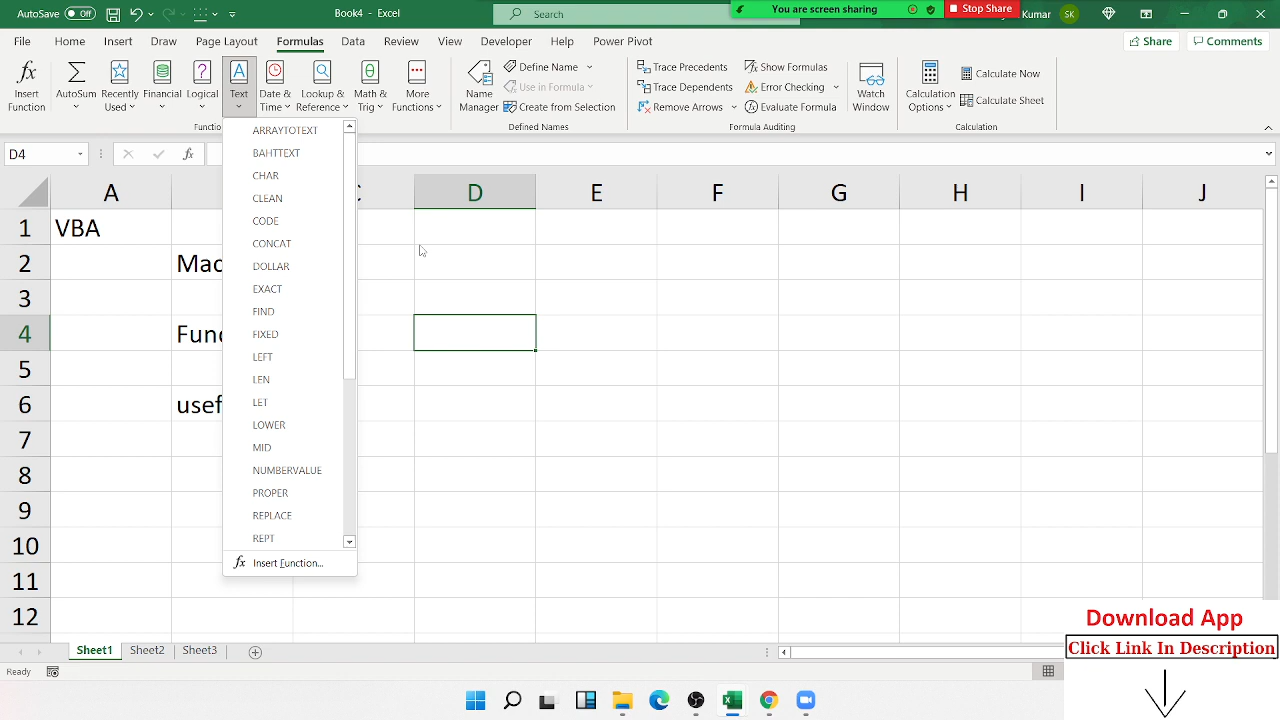 AutoSave Off
Book4 - Excel
Search
You are screen sharing
Stop Share
Kumar
SK
File Home Insert Draw Page Layout Formulas Data Review View Developer Help Power Pivot
Share
Comments
Insert Function
AutoSum
Recently Used
Financial
Logical
Text
Date & Time
Lookup & Reference
Math & Trig
More Functions
Name Manager
Define Name
Use in Formula
Create from Selection
Defined Names
Trace Precedents
Trace Dependents
Remove Arrows
Show Formulas
Error Checking
Evaluate Formula
Formula Auditing
Watch Window
Calculation Options
Calculate Now
Calculate Sheet
Calculation
D4
fx
ARRAYTOTEXT
BAHTTEXT
CHAR
CLEAN
CODE
CONCAT
DOLLAR
EXACT
FIND
FIXED
LEFT
LEN
LET
LOWER
MID
NUMBERVALUE
PROPER
REPLACE
REPT
fx Insert Function...
A D E F G H I J
1 VBA
2
3
4
5
6
7
8
9
10
11
12
Sheet1 Sheet2 Sheet3
Ready
Download App
Click Link In Description